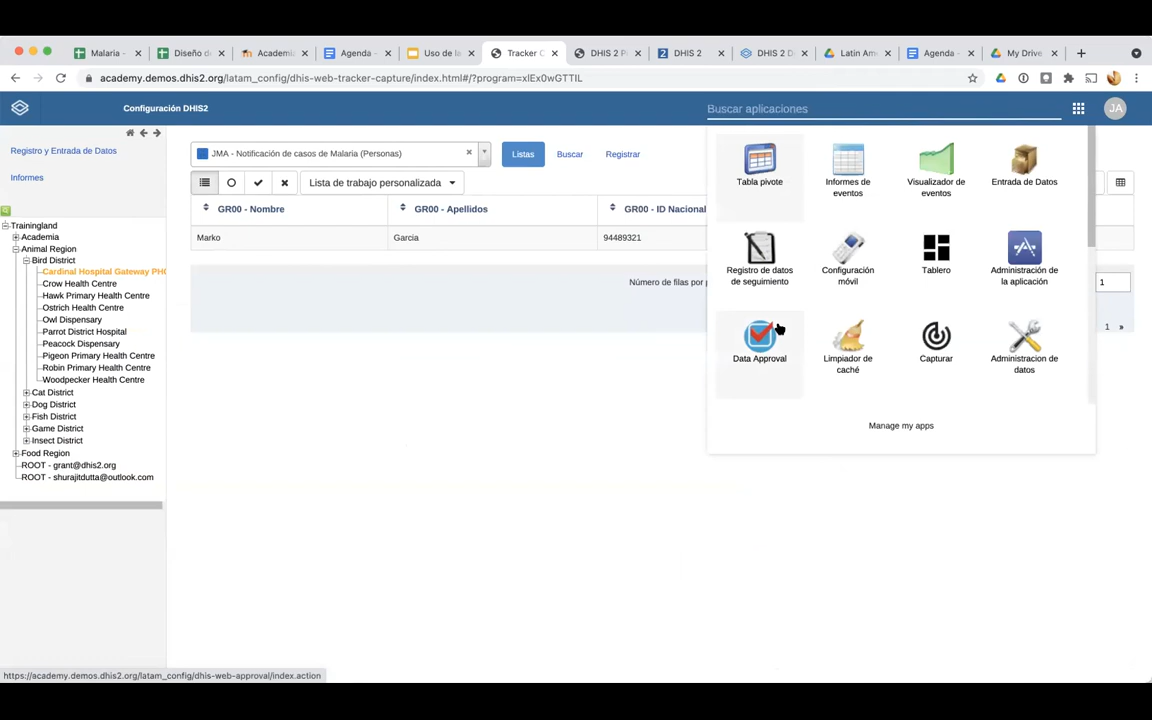 Malaria -
Diseño de
Academia
Agenda -
Uso de la
Tracker C
DHIS 2 P
DHIS 2
DHIS 2 D
Latin Am
Agenda -
My Drive
academy.demos.dhis2.org/latam_config/dhis-web-tracker-capture/index.html#/?program=xlEx0wGTTIL
Configuración DHIS2
Buscar aplicaciones
JA
Registro y Entrada de Datos
Informes
JMA - Notificación de casos de Malaria (Personas)
Listas
Buscar
Registrar
Lista de trabajo personalizada
GR00 - Nombre
GR00 - Apellidos
GR00 - ID Nacional
Marko
Garcia
94489321
Número de filas por p
1
1 »
Trainingland
Academia
Animal Region
Bird District
Cardinal Hospital Gateway PHC
Crow Health Centre
Hawk Primary Health Centre
Ostrich Health Centre
Owl Dispensary
Parrot District Hospital
Peacock Dispensary
Pigeon Primary Health Centre
Robin Primary Health Centre
Woodpecker Health Centre
Cat District
Dog District
Fish District
Game District
Insect District
Food Region
ROOT - grant@dhis2.org
ROOT - shurajitdutta@outlook.com
Tabla pivote
Informes de
eventos
Visualizador de
eventos
Entrada de Datos
Registro de datos
de seguimiento
Configuración
móvil
Tablero
Administración de
la aplicación
Data Approval
Limpiador de
caché
Capturar
Administracion de
datos
Manage my apps
https://academy.demos.dhis2.org/latam_config/dhis-web-approval/index.action